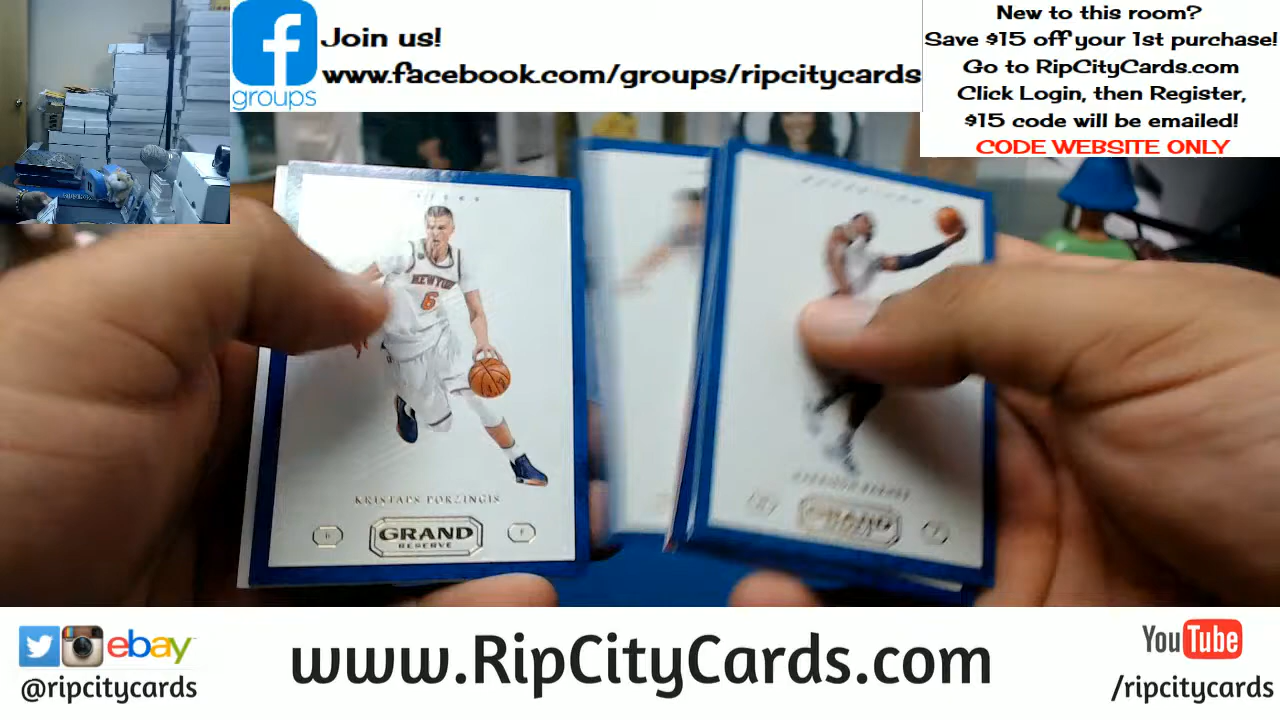 f
groups
Join us!
www.facebook.com/groups/ripcitycards
New to this room?
Save $15 off your 1st purchase!
Go to RipCityCards.com
Click Login, then Register,
$15 code will be emailed!
CODE WEBSITE ONLY
NEW YORK
6
KRISTAPS PORZINGIS
6
GRAND
RESERVE
F
GRAND
ebay
@ripcitycards
www.RipCityCards.com
YouTube
/ripcitycards